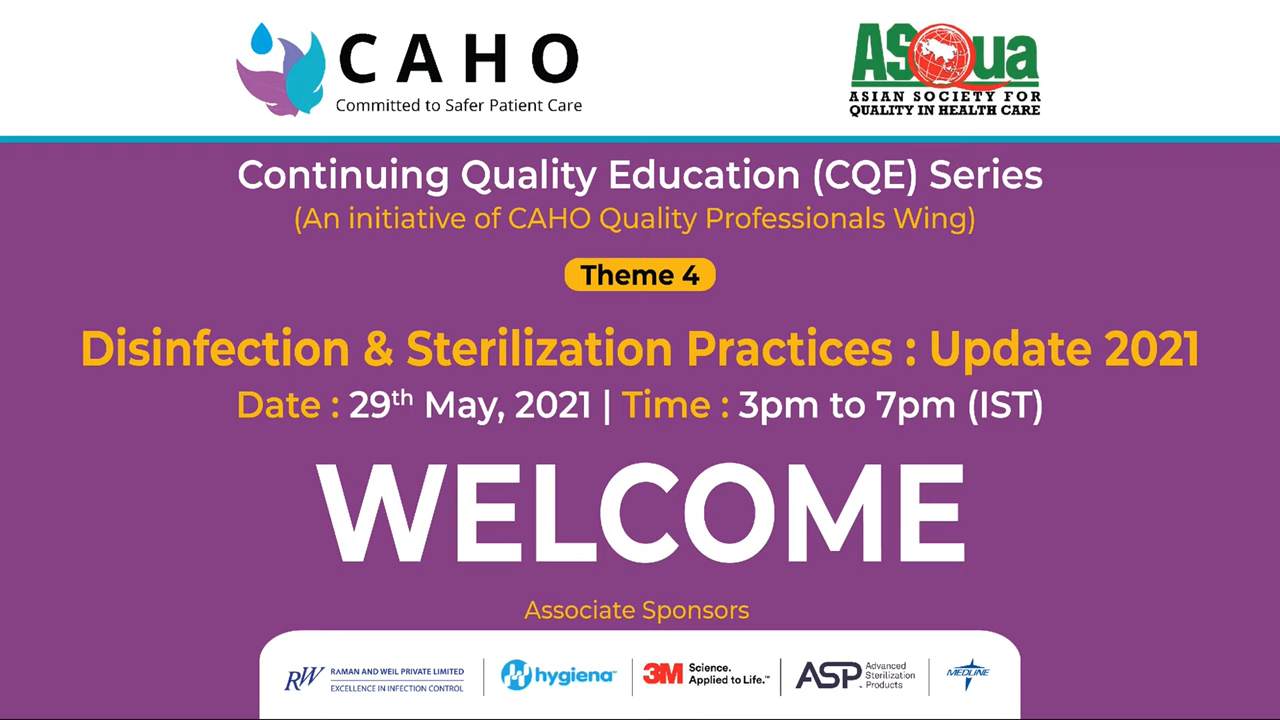 CAHO
Committed to Safer Patient Care
ASQua
ASIAN SOCIETY FOR
QUALITY IN HEALTH CARE
Continuing Quality Education (CQE) Series
(An initiative of CAHO Quality Professionals Wing)
Theme 4
Disinfection & Sterilization Practices : Update 2021
Date : 29th May, 2021 | Time : 3pm to 7pm (IST)
WELCOME
Associate Sponsors
RW
RAMAN AND WEIL PRIVATE LIMITED
EXCELLENCE IN INFECTION CONTROL
hygiena™
3M Science.
Applied to Life.™
ASP Advanced
Sterilization
Products
MEDLINE